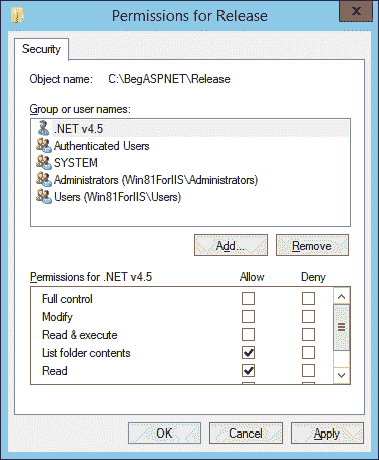 Permissions for Release
Security
Object name: C:\BegASPNET\Release
Group or user names:
.NET v4.5
Authenticated Users
SYSTEM
Administrators (Win81ForIIS\Administrators)
Users (Win81ForIIS\Users)
Add... Remove
Permissions for .NET v4.5 Allow Deny
Full control
Modify
Read & execute
List folder contents
Read
OK Cancel Apply